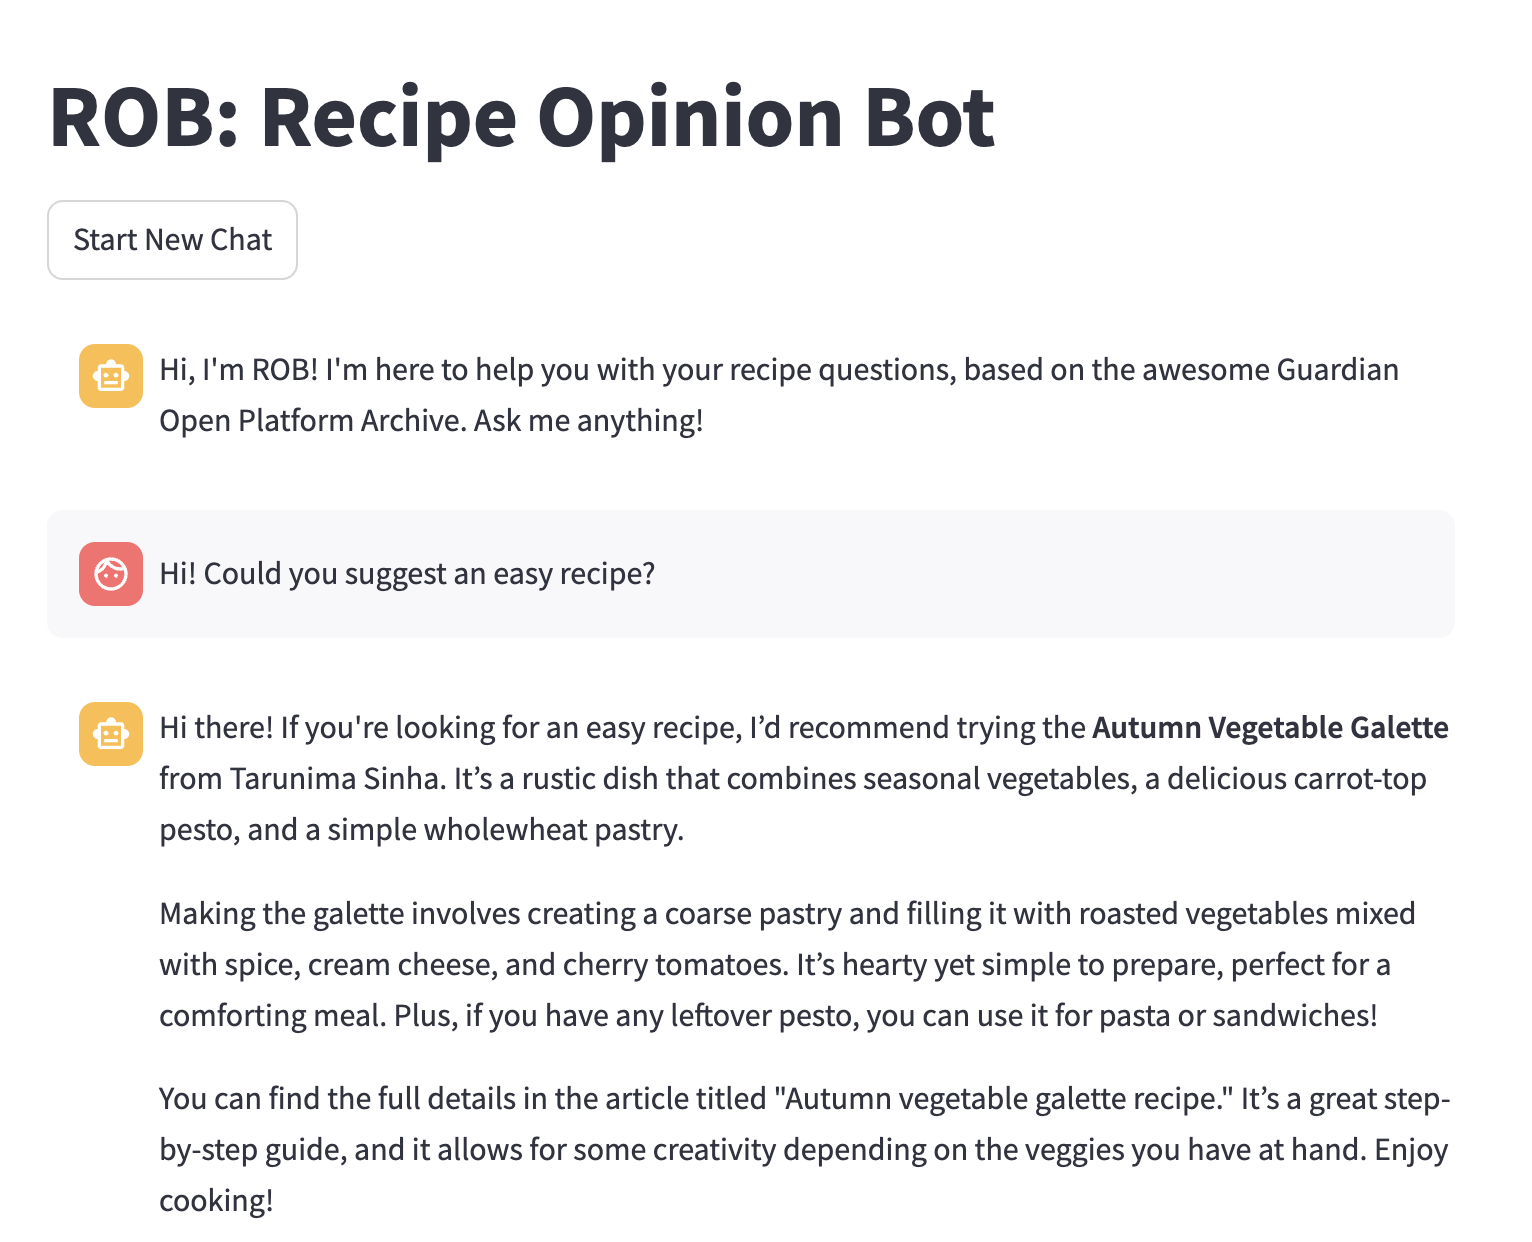 ROB: Recipe Opinion Bot
Start New Chat
Hi, I'm ROB! I'm here to help you with your recipe questions, based on the awesome Guardian
Open Platform Archive. Ask me anything!
Hi! Could you suggest an easy recipe?
Hi there! If you're looking for an easy recipe, I’d recommend trying the Autumn Vegetable Galette
from Tarunima Sinha. It’s a rustic dish that combines seasonal vegetables, a delicious carrot-top
pesto, and a simple wholewheat pastry.
Making the galette involves creating a coarse pastry and filling it with roasted vegetables mixed
with spice, cream cheese, and cherry tomatoes. It’s hearty yet simple to prepare, perfect for a
comforting meal. Plus, if you have any leftover pesto, you can use it for pasta or sandwiches!
You can find the full details in the article titled "Autumn vegetable galette recipe." It’s a great step-
by-step guide, and it allows for some creativity depending on the veggies you have at hand. Enjoy
cooking!